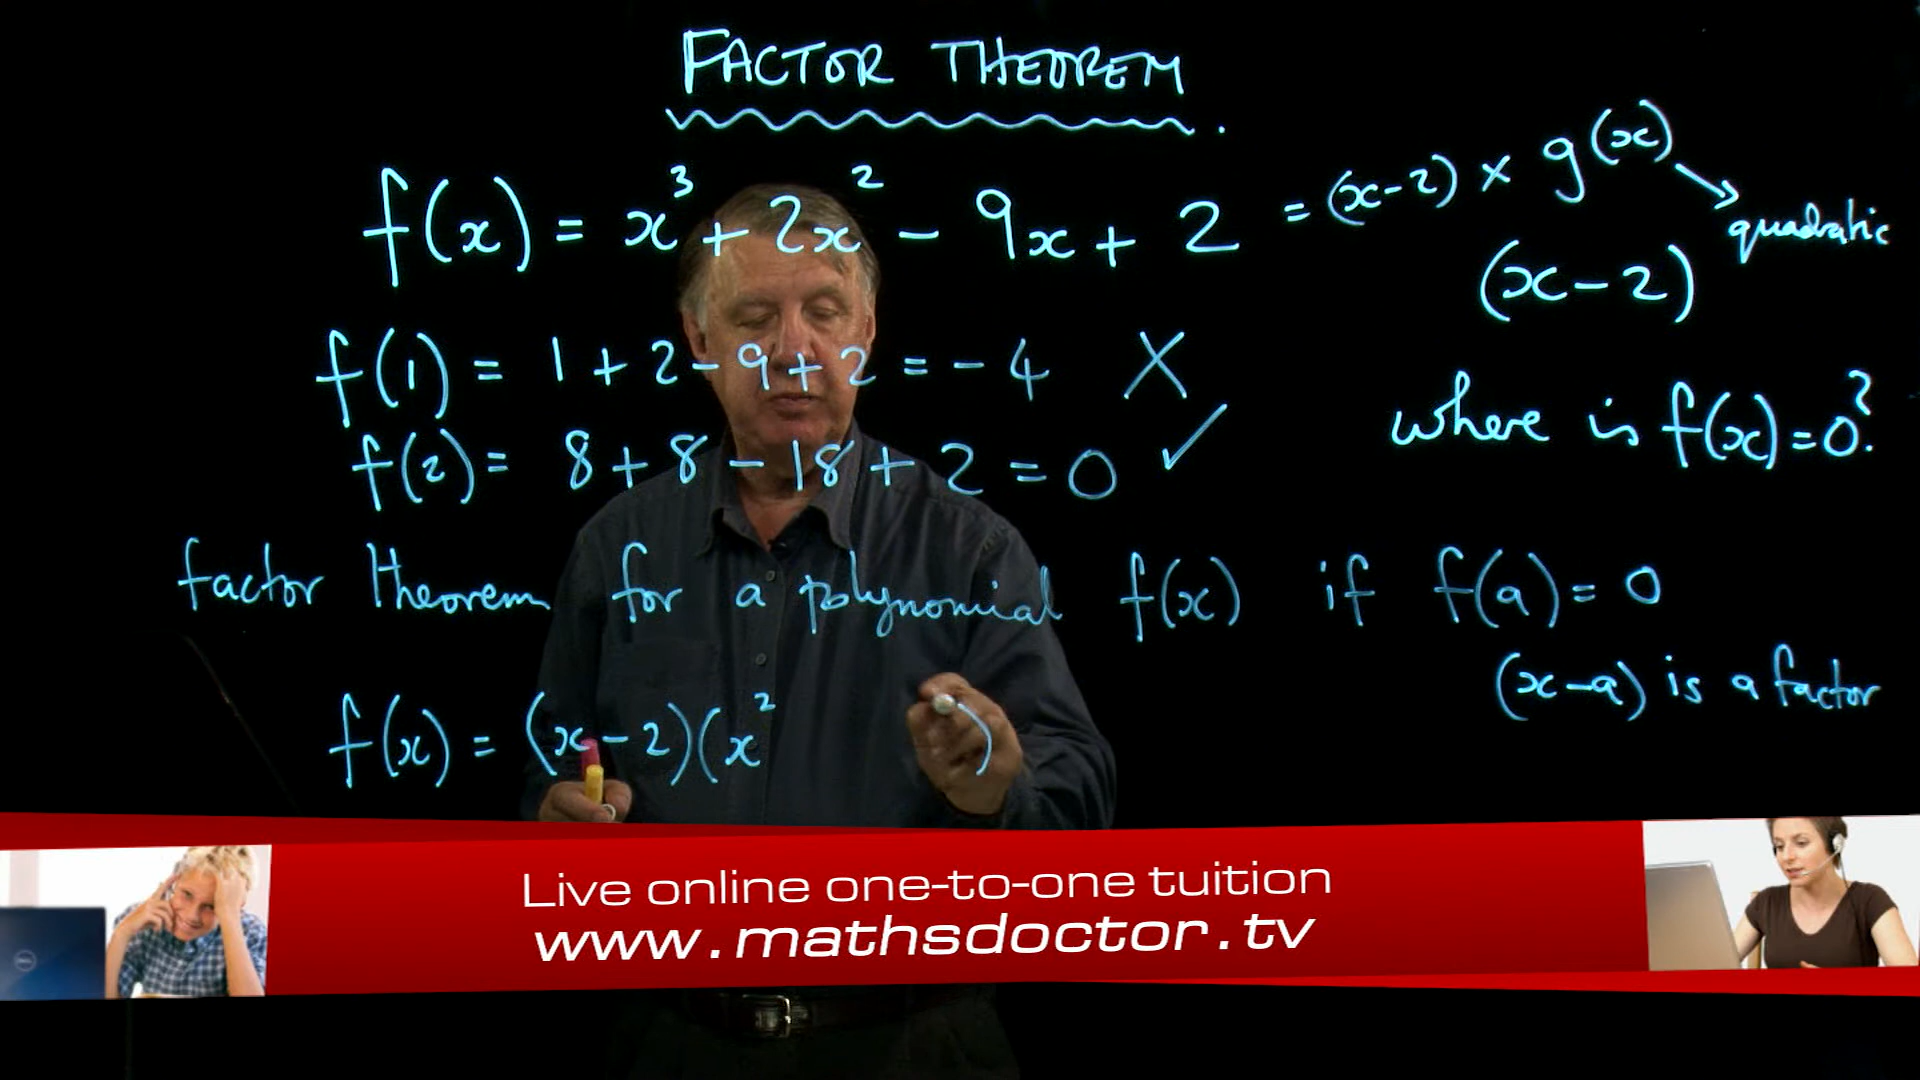 FACTOR THEOREM.
f(x) = x³ + 2x² - 9x + 2 = (x-2) × g(x)
quadratic
(x-2)
f(1) = 1 + 2 - 9 + 2 = -4 X
where is f(x)=0?
f(2) = 8 + 8 - 18 + 2 = 0 ✓
factor theorem for a polynomial f(x) if f(a) = 0
(x-a) is a factor
f(x) = (x-2)(x² )
Live online one-to-one tuition
www.mathsdoctor.tv
DELL